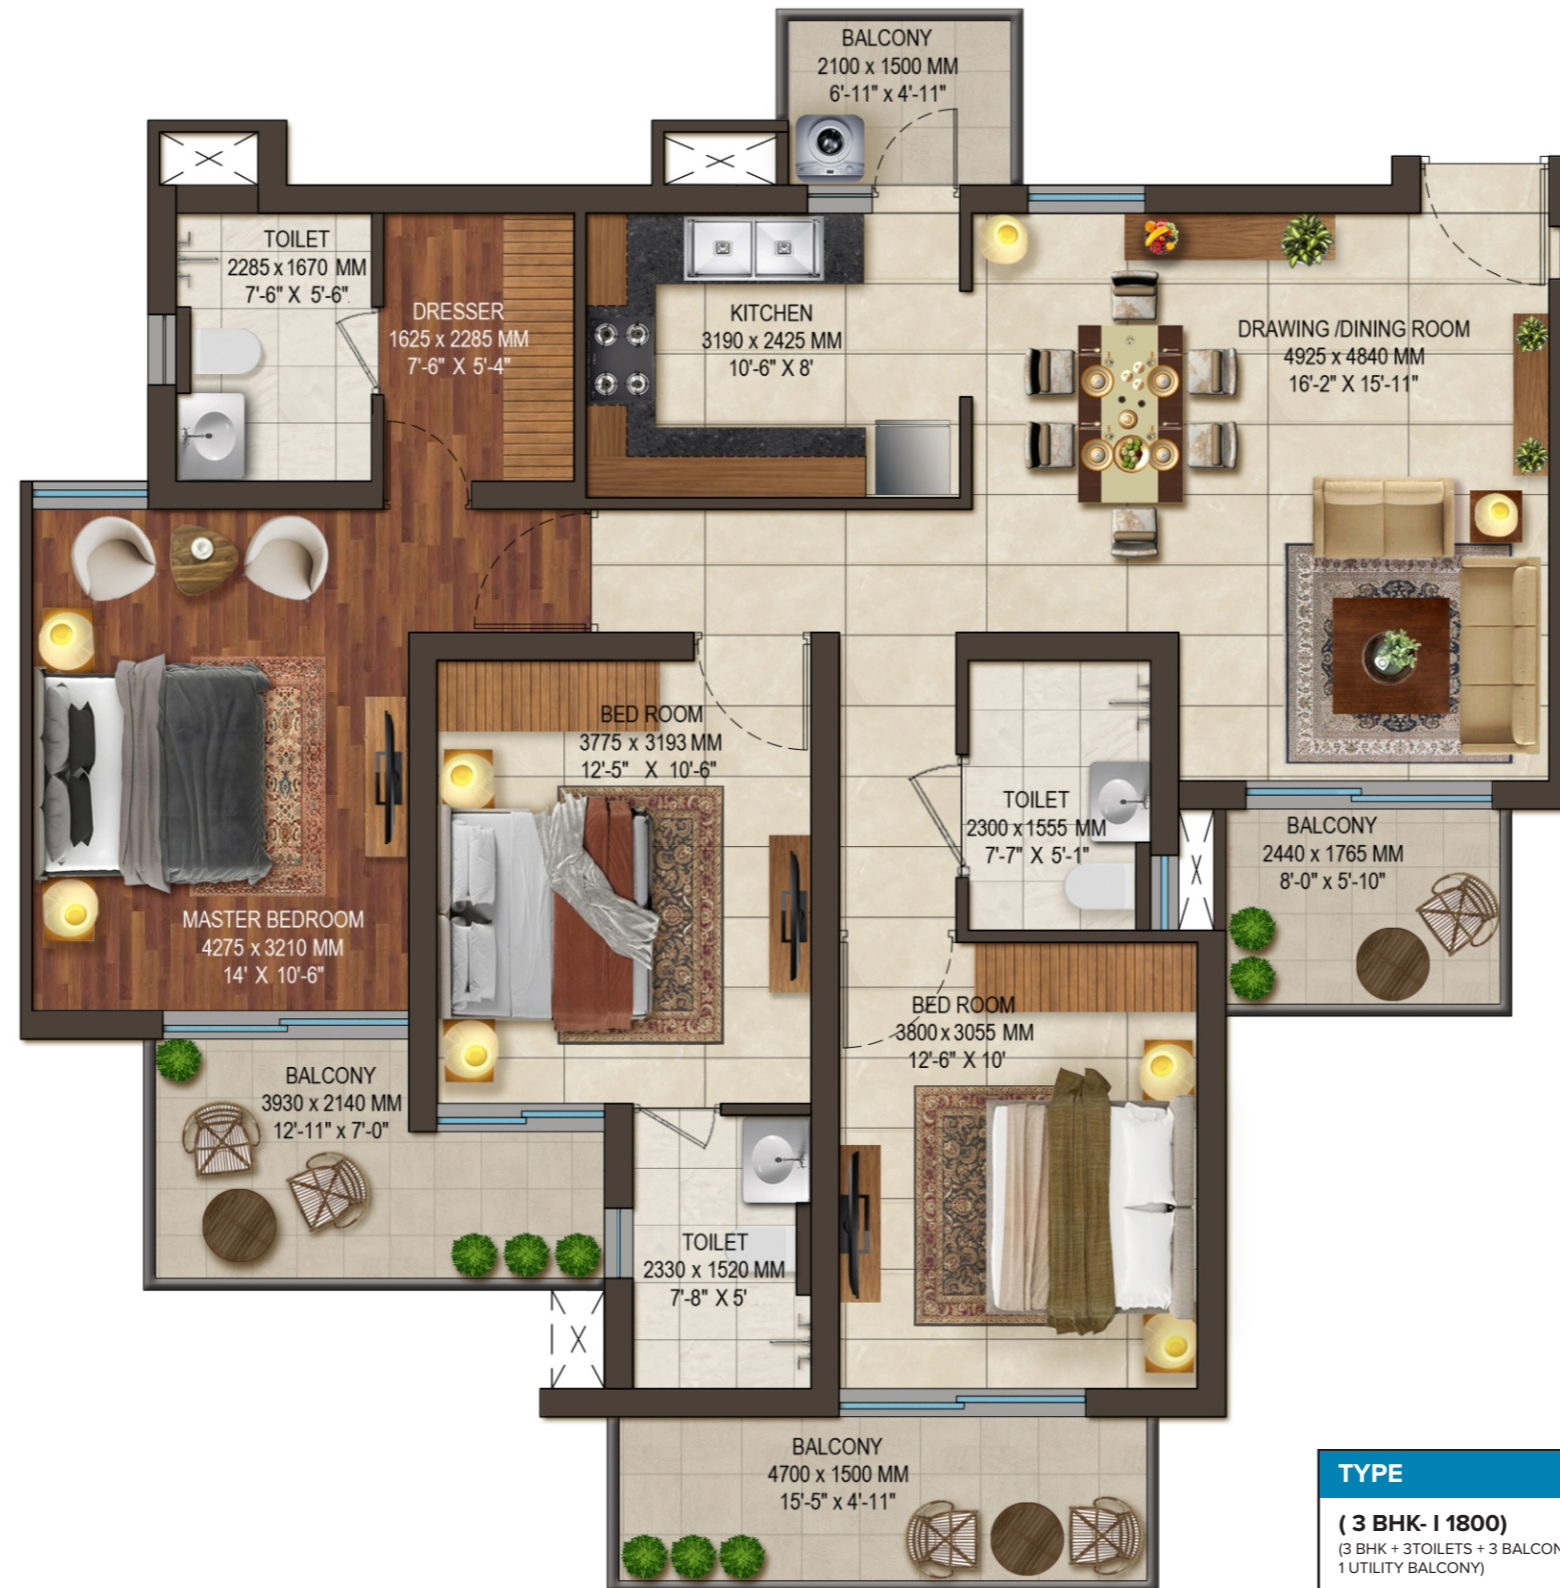 BALCONY
2100 x 1500 MM
6'-11" x 4'-11"
TOILET
2285 x 1670 MM
7'-6" X 5'-6"
DRESSER
1625 x 2285 MM
7'-6" X 5'-4"
KITCHEN
3190 x 2425 MM
10'-6" X 8'
DRAWING /DINING ROOM
4925 x 4840 MM
16'-2" X 15'-11"
BED ROOM
3775 x 3193 MM
12'-5" X 10'-6"
TOILET
2300 x 1555 MM
7'-7" X 5'-1"
BALCONY
2440 x 1765 MM
8'-0" x 5'-10"
MASTER BEDROOM
4275 x 3210 MM
14' X 10'-6"
BED ROOM
3800 x 3055 MM
12'-6" X 10'
BALCONY
3930 x 2140 MM
12'-11" x 7'-0"
TOILET
2330 x 1520 MM
7'-8" X 5'
BALCONY
4700 x 1500 MM
15'-5" x 4'-11"
TYPE
( 3 BHK- I 1800)
(3 BHK + 3TOILETS + 3 BALCON
1 UTILITY BALCONY)